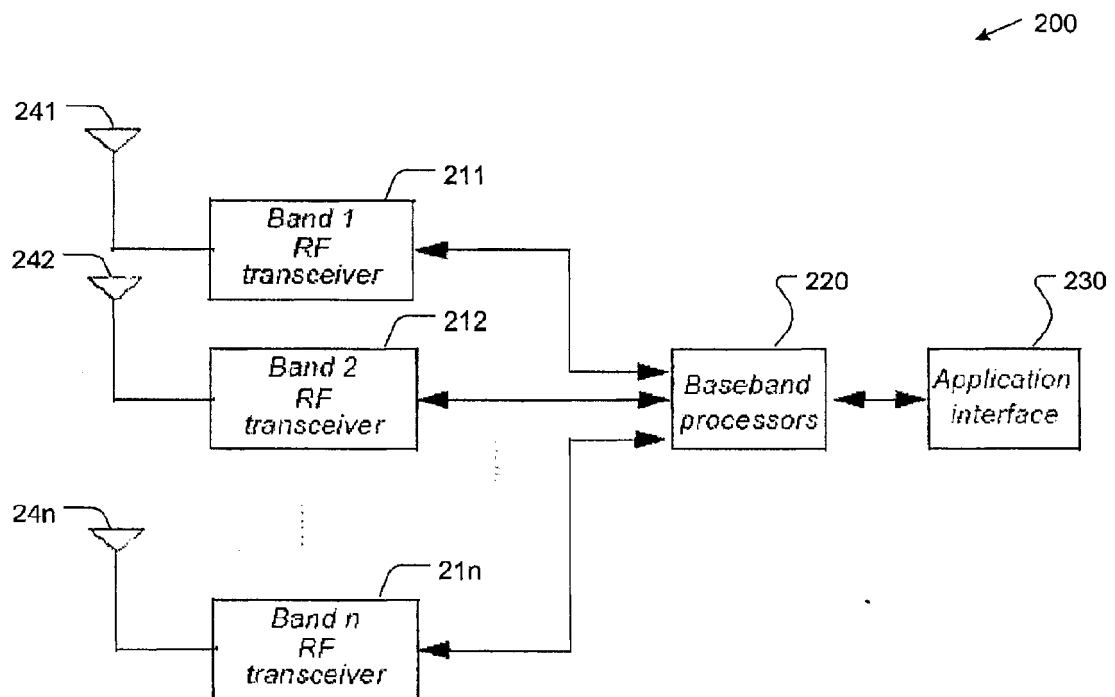 200
241
211
Band 1
RF
transceiver
242
212
220
230
Band 2
RF
transceiver
Baseband
processors
Application
interface
24n
21n
Band n
RF
transceiver